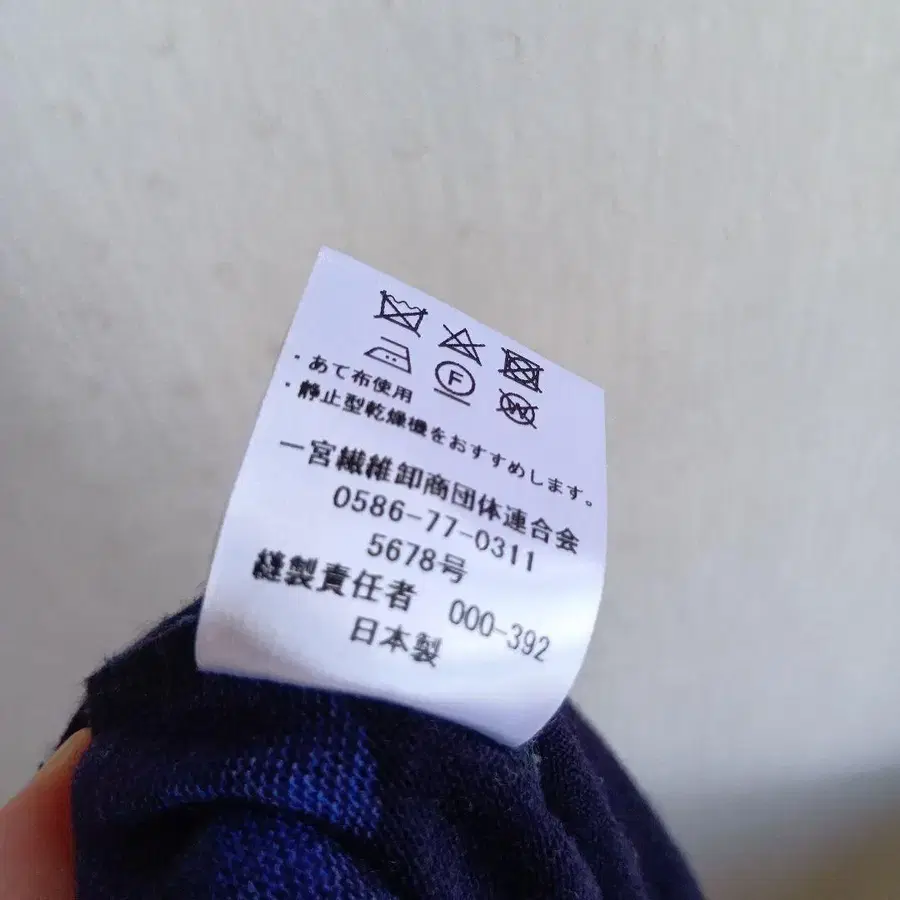 F
W
・あて布使用
・静止型乾燥機をおすすめします。
一宮繊維卸商団体連合会
0586-77-0311
5678号
縫製責任者 000-392
日本製